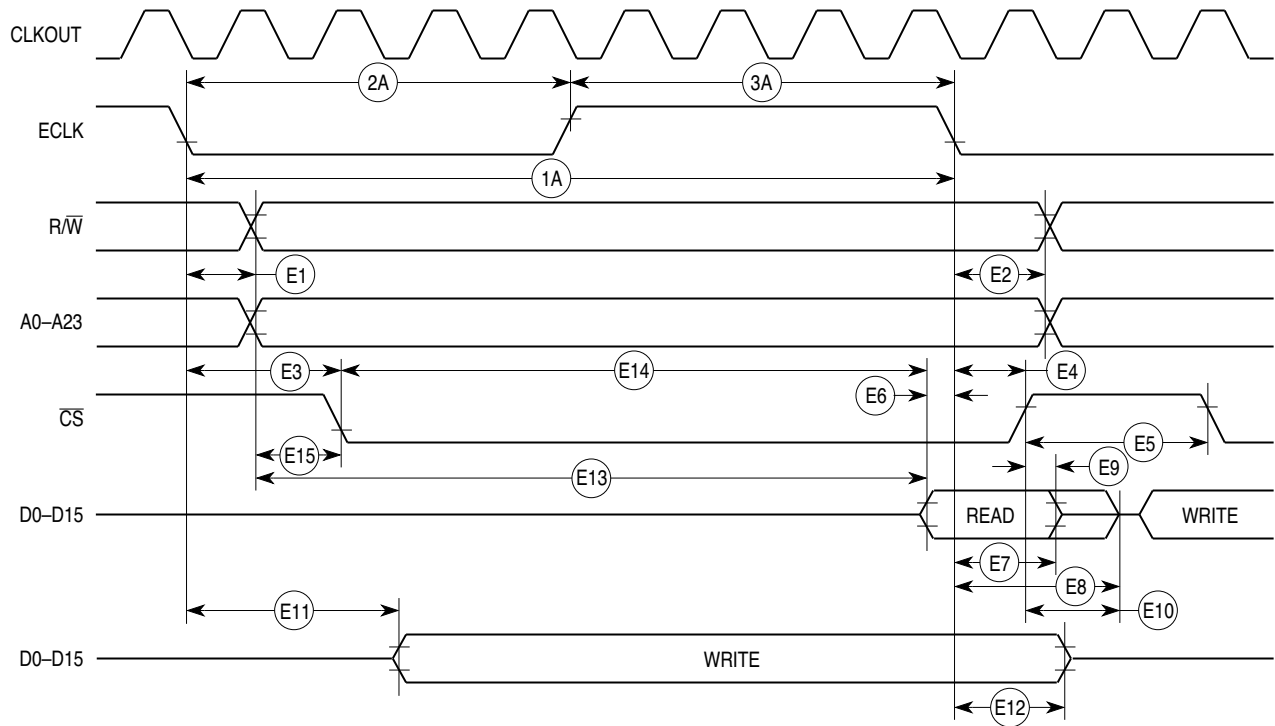 CLKOUT
2A 3A
ECLK
1A
R/W̅
E1 E2
A0–A23
E3 E14 E4
E6
C̅S̅
E15 E5
E13 E9
D0–D15 READ WRITE
E7
E8
E11 E10
D0–D15 WRITE
E12